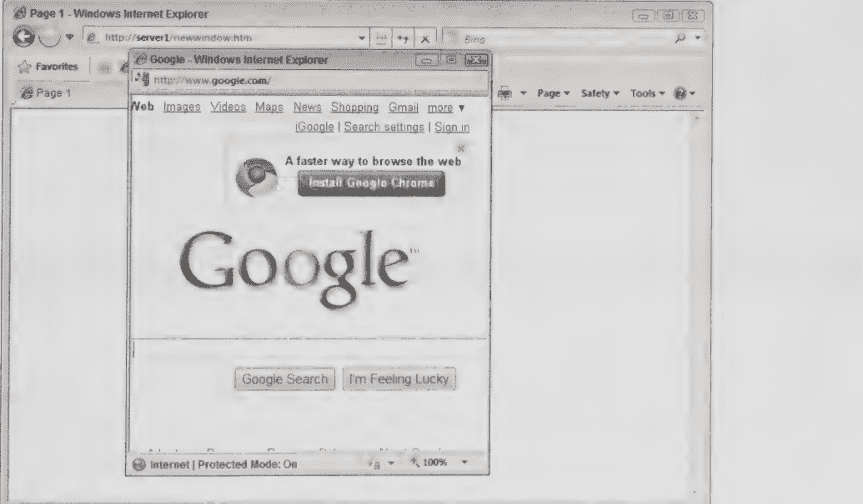 Page 1 - Windows Internet Explorer
http://server1/newwindow.htm
Bing
Favorites
Page 1
Page Safety Tools
Google - Windows Internet Explorer
http://www.google.com/
Web Images Videos Maps News Shopping Gmail more
iGoogle | Search settings | Sign in
A faster way to browse the web
Install Google Chrome
Google
Google Search I'm Feeling Lucky
Internet | Protected Mode: On 100%